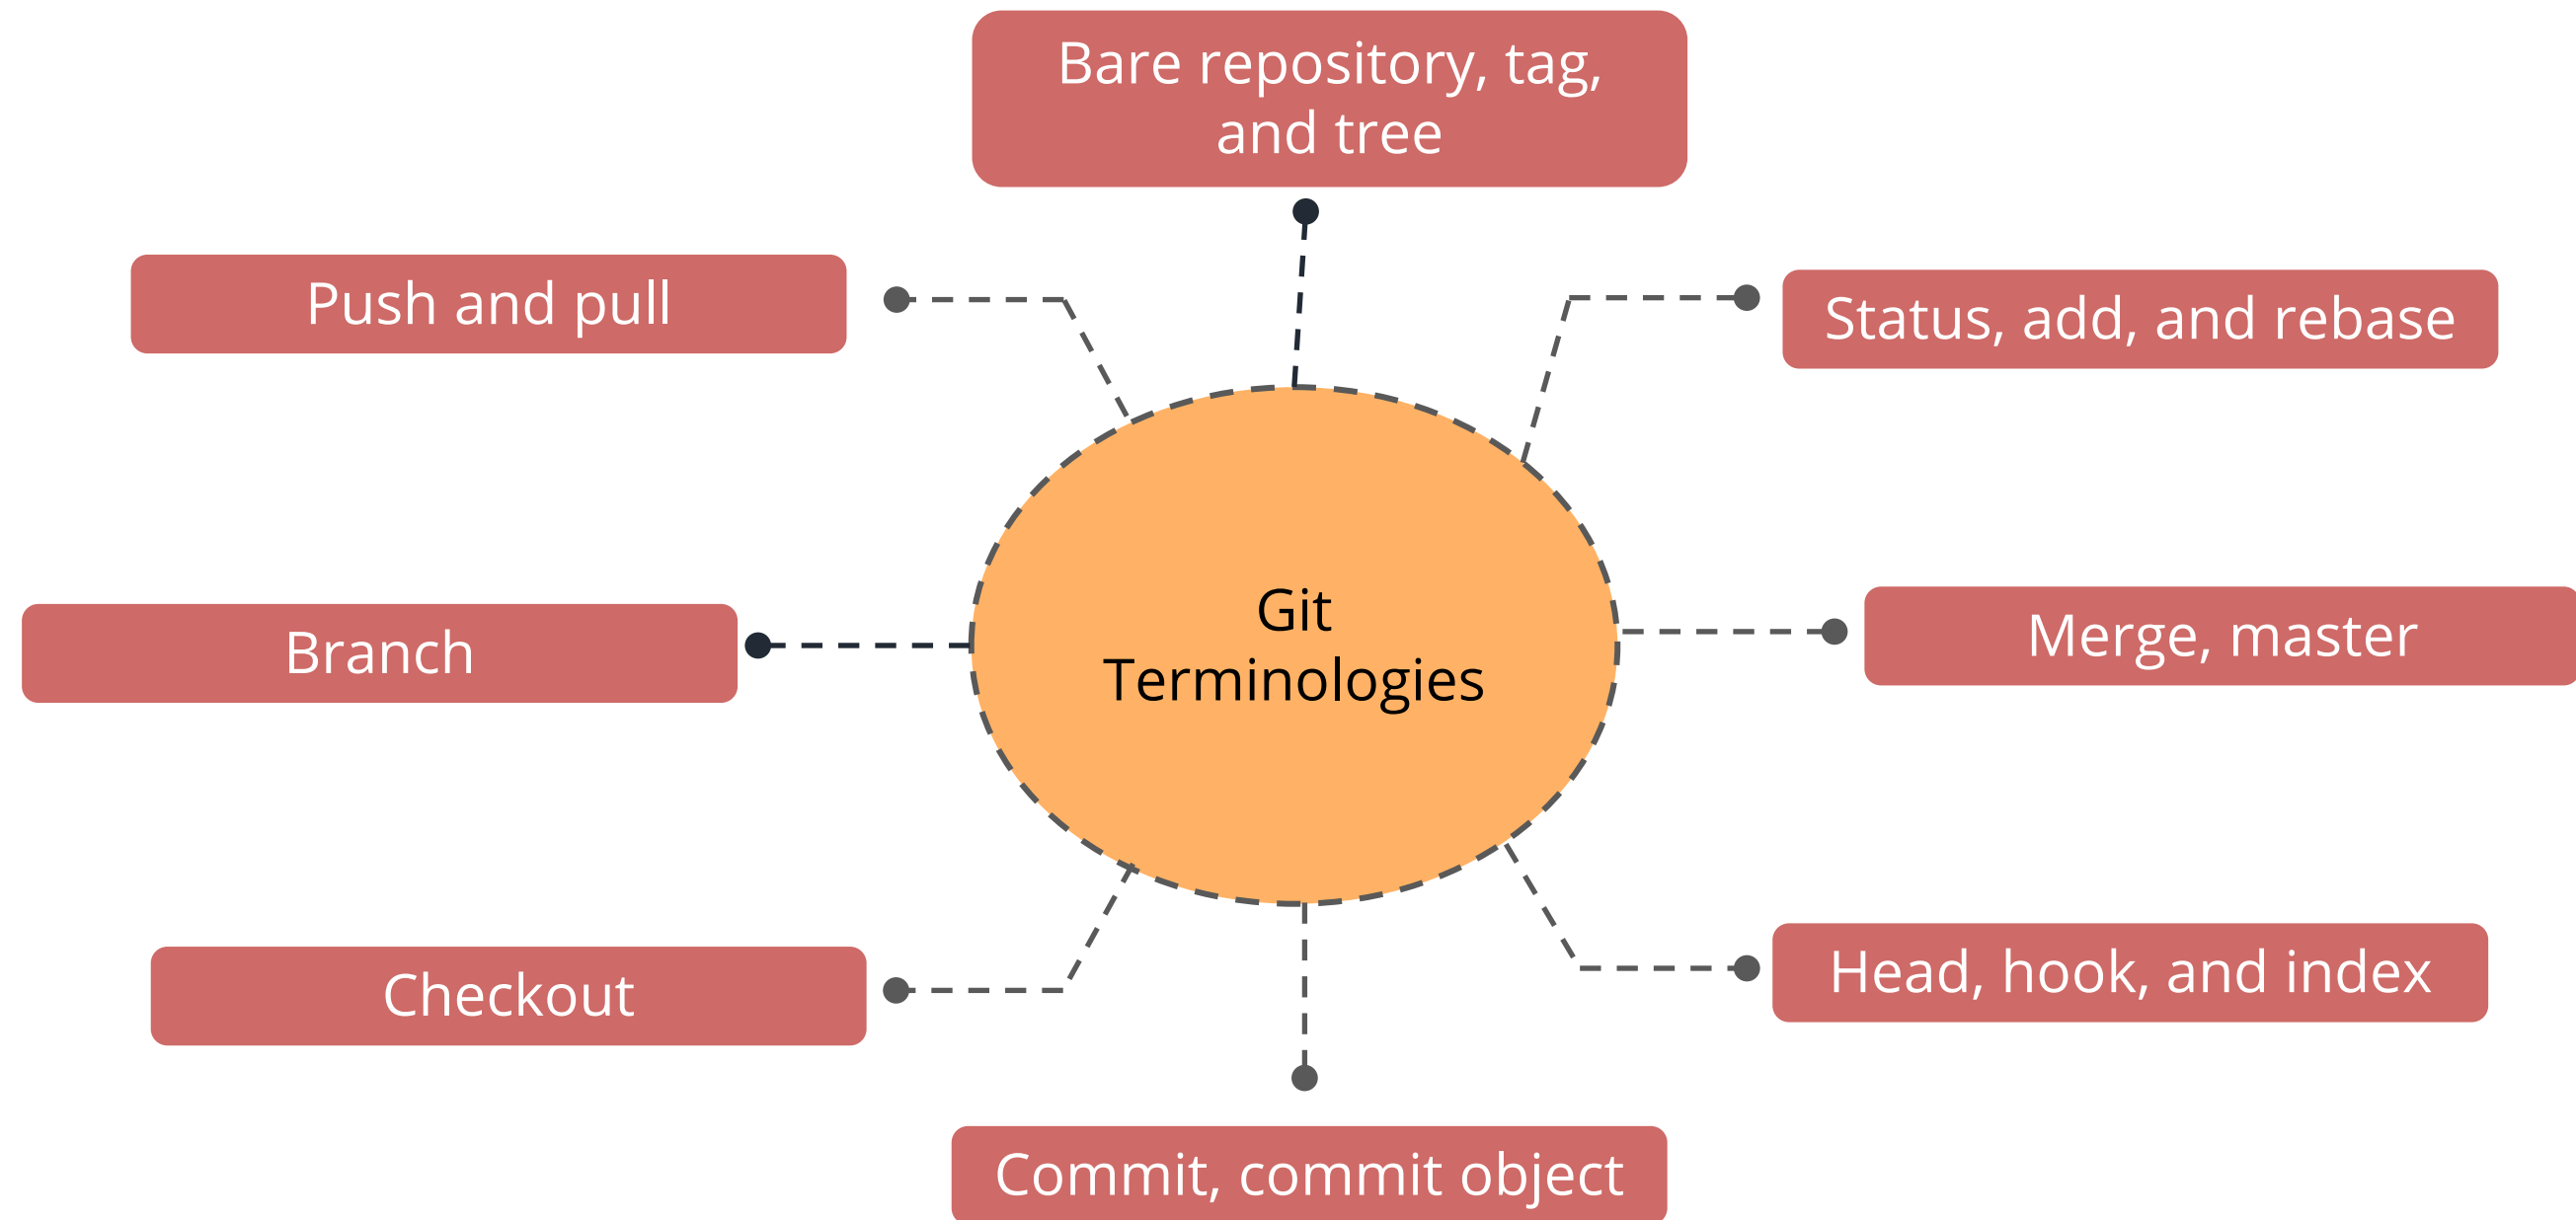 Bare repository, tag,
and tree
Push and pull
Status, add, and rebase
Branch
Git
Terminologies
Merge, master
Checkout
Head, hook, and index
Commit, commit object